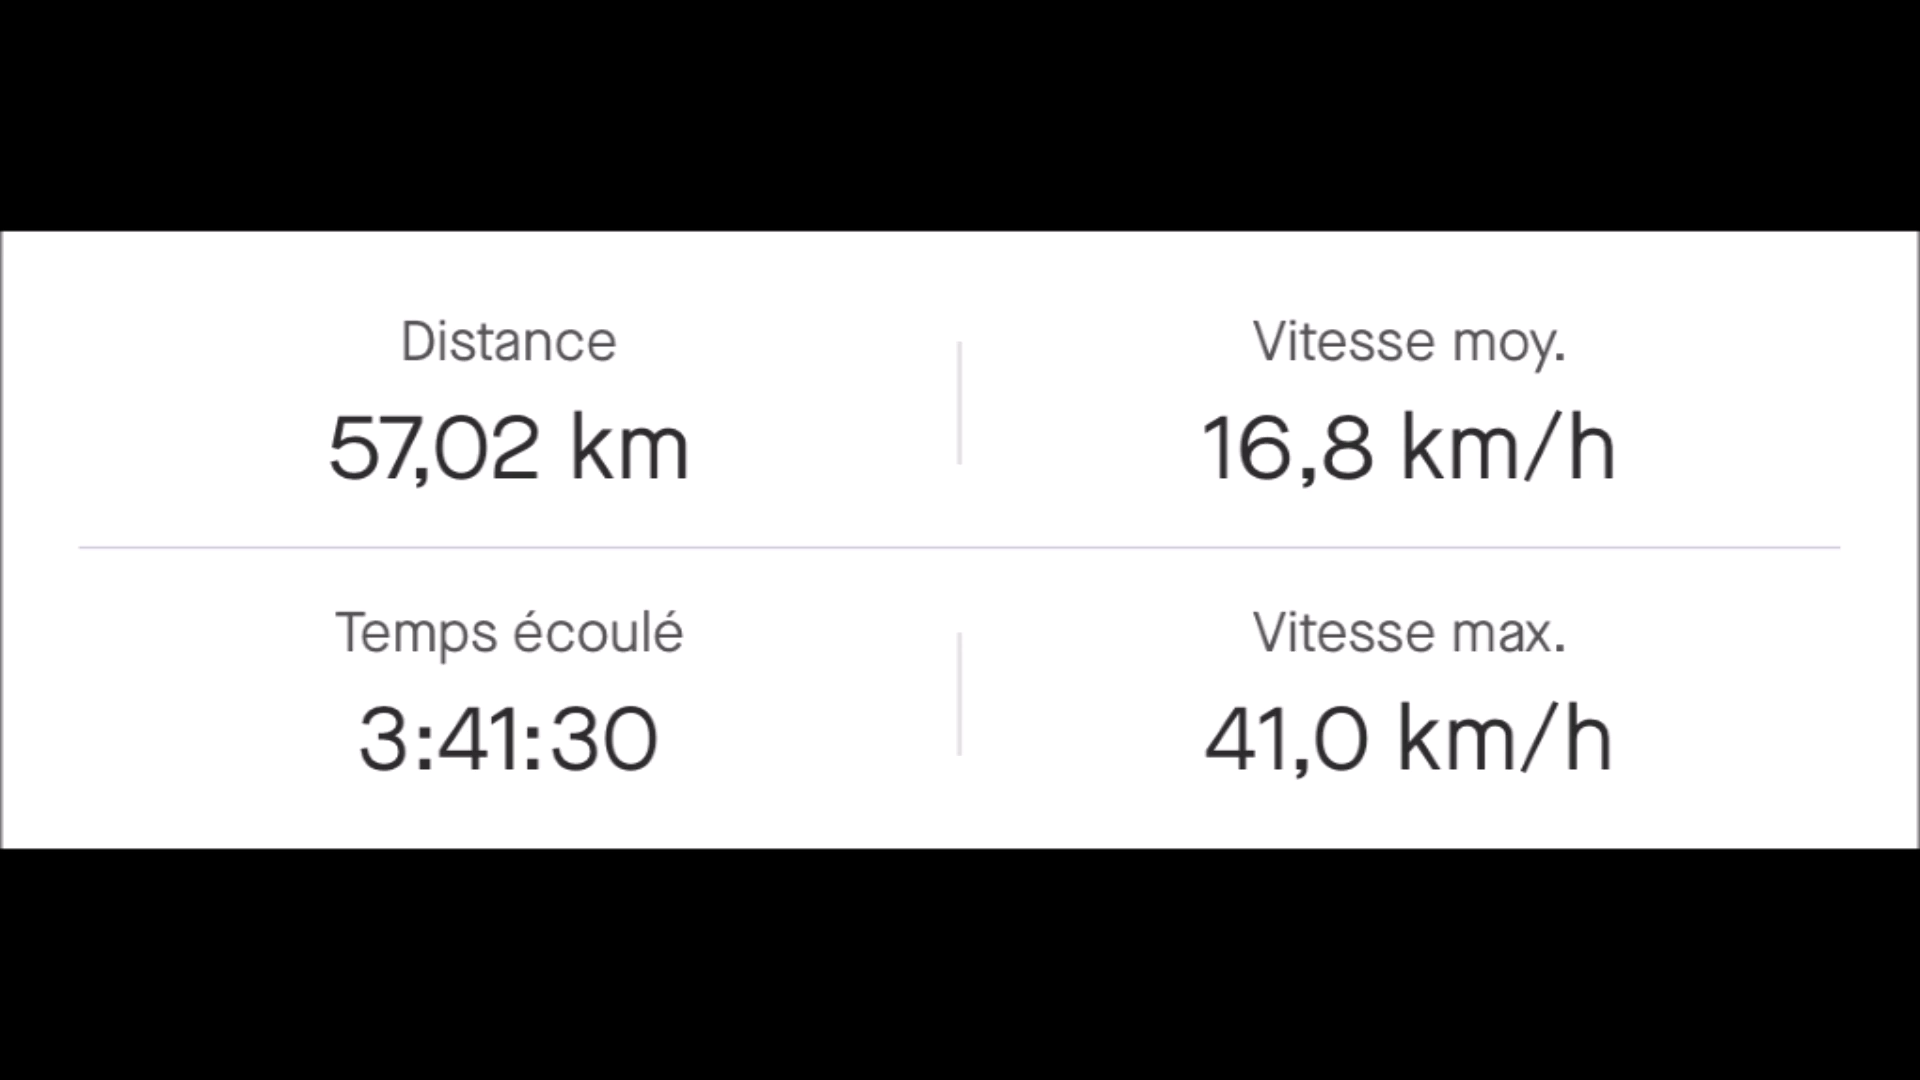 Distance
57,02 km
Vitesse moy.
16,8 km/h
Temps écoulé
3:41:30
Vitesse max.
41,0 km/h